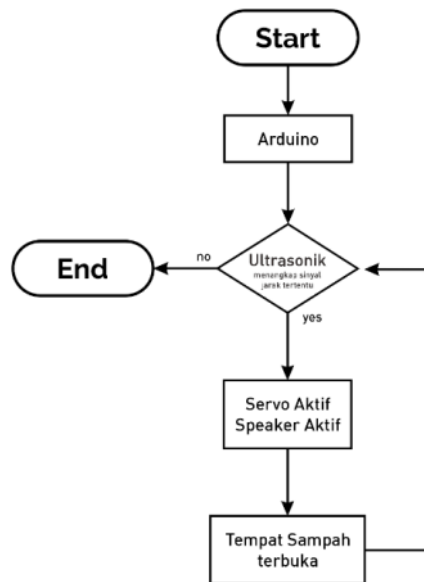 Start
Arduino
Ultrasonik
menangkap sinyal
jarak tertentu
no
End
yes
Servo Aktif
Speaker Aktif
Tempat Sampah
terbuka